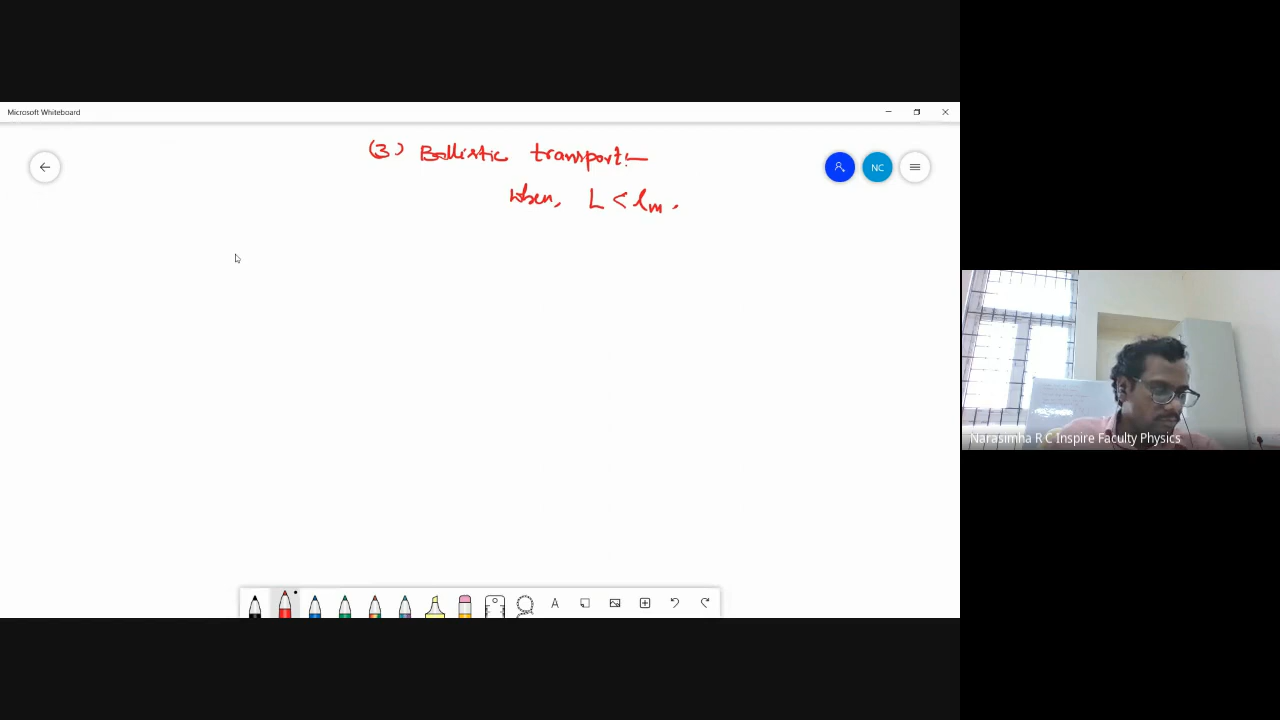 Microsoft Whiteboard
(3) Ballistic transport:-
when, L < lm.
NC
A
Narasimha R C Inspire Faculty Physics